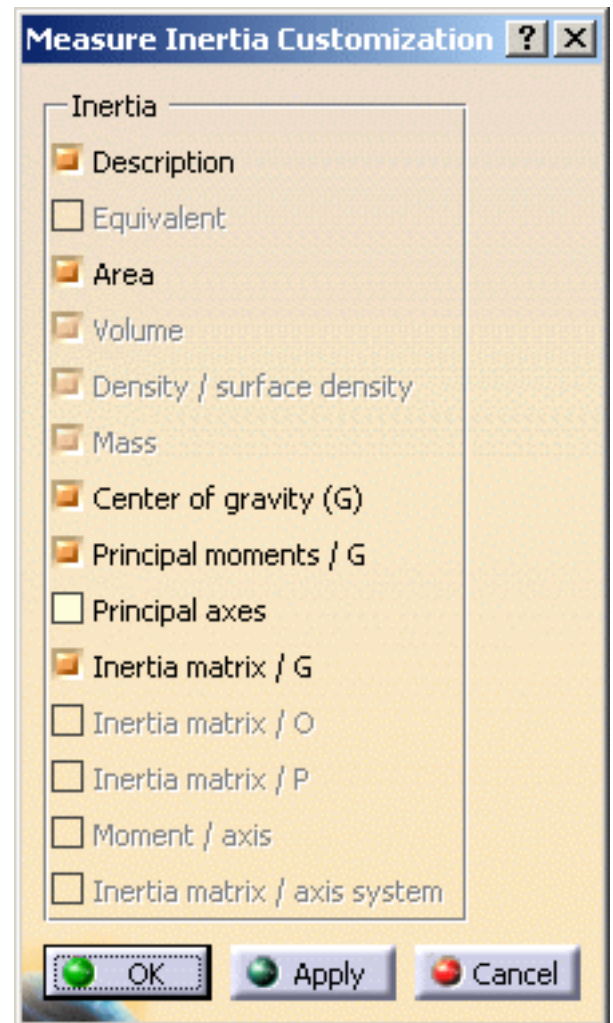 Measure Inertia Customization ? X
Inertia
Description
Equivalent
Area
Volume
Density / surface density
Mass
Center of gravity (G)
Principal moments / G
Principal axes
Inertia matrix / G
Inertia matrix / O
Inertia matrix / P
Moment / axis
Inertia matrix / axis system
OK Apply Cancel